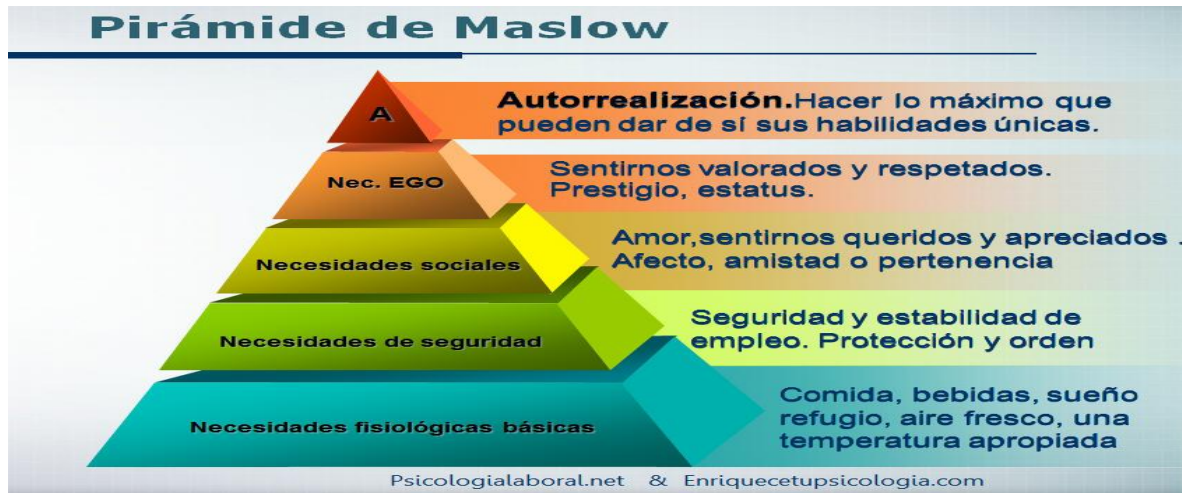 Pirámide de Maslow
A
Autorrealización.Hacer lo máximo que
pueden dar de sí sus habilidades únicas.
Nec. EGO
Sentirnos valorados y respetados.
Prestigio, estatus.
Necesidades sociales
Amor,sentirnos queridos y apreciados .
Afecto, amistad o pertenencia
Necesidades de seguridad
Seguridad y estabilidad de
empleo. Protección y orden
Necesidades fisiológicas básicas
Comida, bebidas, sueño
refugio, aire fresco, una
temperatura apropiada
Psicologialaboral.net & Enriquecetupsicologia.com